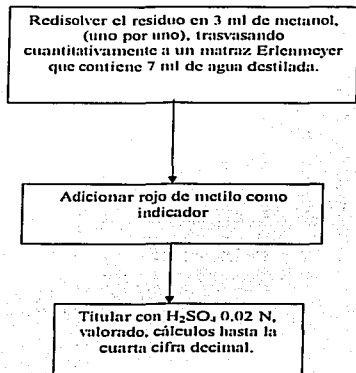 Redisolver el residuo en 3 ml de metanol,
(uno por uno), trasvasando
cuantitativamente a un matraz Erlenmeyer
que contiene 7 ml de agua destilada.
Adicionar rojo de metilo como
indicador
Titular con H₂SO₄ 0.02 N,
valorado, cálculos hasta la
cuarta cifra decimal.